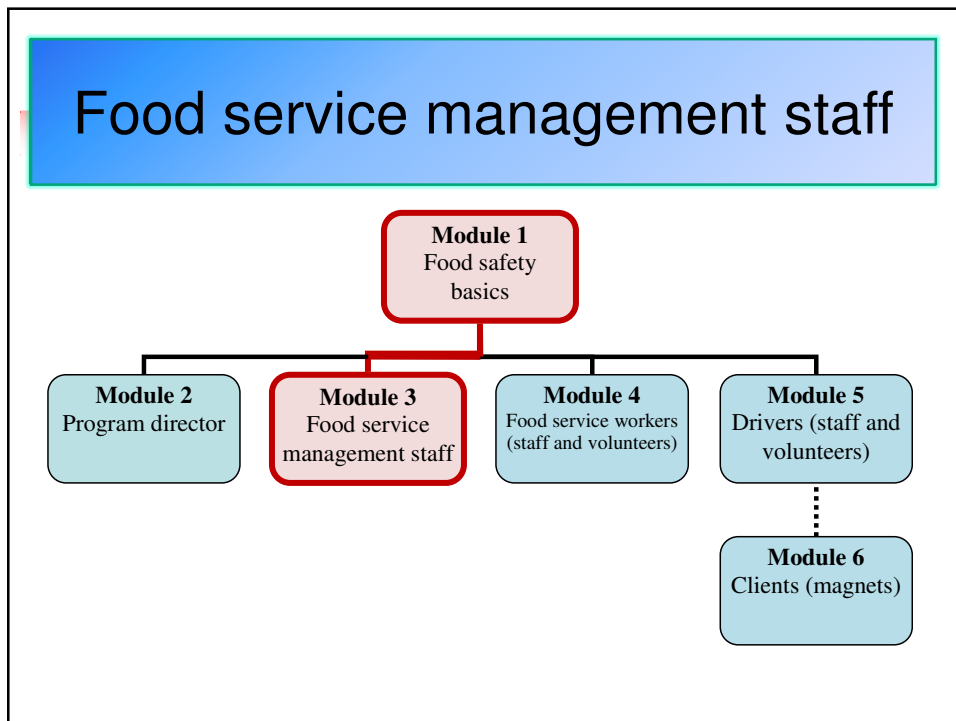 Food service management staff
Module 1
Food safety
basics
Module 2
Program director
Module 3
Food service
management staff
Module 4
Food service workers
(staff and volunteers)
Module 5
Drivers (staff and
volunteers)
Module 6
Clients (magnets)